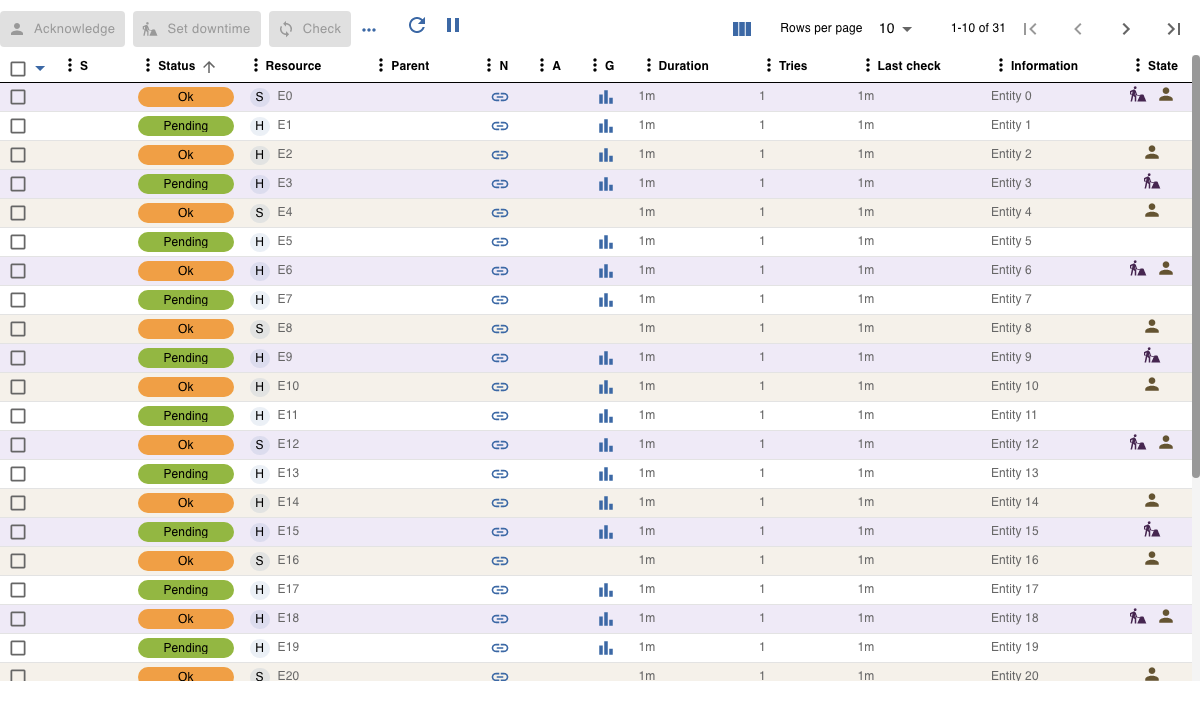 Acknowledge Set downtime Check ... Rows per page 10 1-10 of 31
S Status Resource Parent N A G Duration Tries Last check Information State
Ok S E0 1m 1 1m Entity 0
Pending H E1 1m 1 1m Entity 1
Ok H E2 1m 1 1m Entity 2
Pending H E3 1m 1 1m Entity 3
Ok S E4 1m 1 1m Entity 4
Pending H E5 1m 1 1m Entity 5
Ok H E6 1m 1 1m Entity 6
Pending H E7 1m 1 1m Entity 7
Ok S E8 1m 1 1m Entity 8
Pending H E9 1m 1 1m Entity 9
Ok H E10 1m 1 1m Entity 10
Pending H E11 1m 1 1m Entity 11
Ok S E12 1m 1 1m Entity 12
Pending H E13 1m 1 1m Entity 13
Ok H E14 1m 1 1m Entity 14
Pending H E15 1m 1 1m Entity 15
Ok S E16 1m 1 1m Entity 16
Pending H E17 1m 1 1m Entity 17
Ok H E18 1m 1 1m Entity 18
Pending H E19 1m 1 1m Entity 19
Ok S E20 1m 1 1m Entity 20